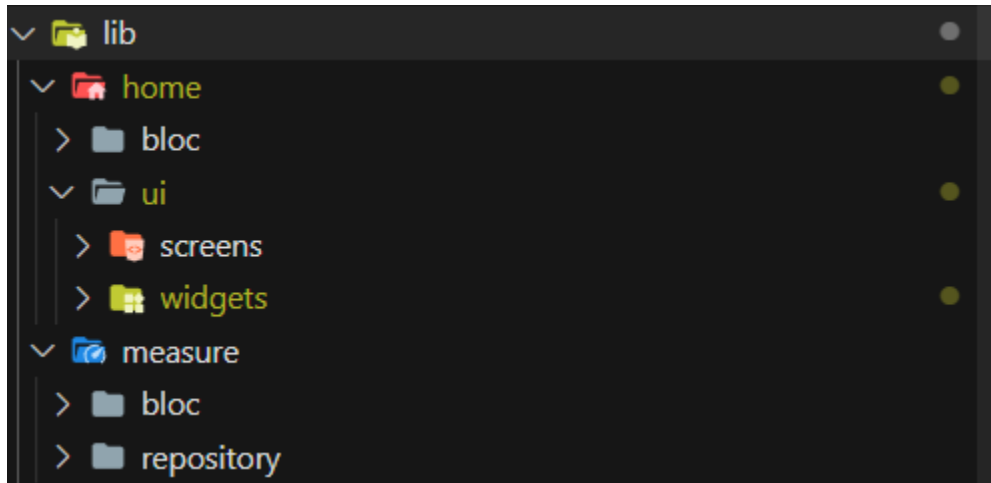 lib
home
bloc
ui
screens
widgets
measure
bloc
repository